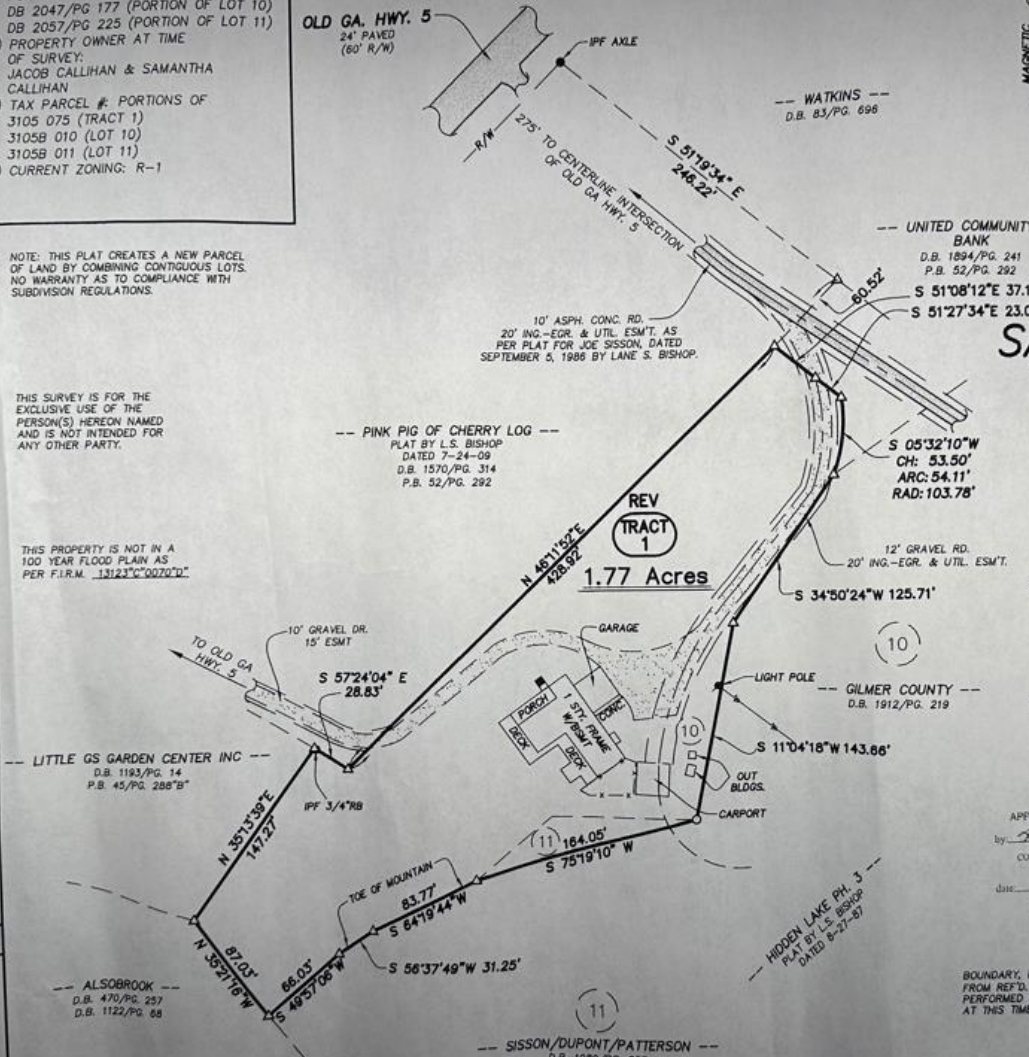 DB 2047/PG 177 (PORTION OF LOT 10)
DB 2057/PG 225 (PORTION OF LOT 11)
PROPERTY OWNER AT TIME
OF SURVEY:
JACOB CALLIHAN & SAMANTHA
CALLIHAN
TAX PARCEL #: PORTIONS OF
3105 075 (TRACT 1)
3105B 010 (LOT 10)
3105B 011 (LOT 11)
CURRENT ZONING: R-1
OLD GA. HWY. 5
24' PAVED
(60' R/W)
IPF AXLE
MAGNETIC
R/W
-- WATKINS --
D.B. 83/PG. 696
S 51°19'34" E
246.22'
275' TO CENTERLINE INTERSECTION
OF OLD GA HWY. 5
-- UNITED COMMUNITY
BANK
D.B. 1894/PG. 241
P.B. 52/PG. 292
60.52'
S 51°08'12"E 37.1
S 51°27'34"E 23.0
SA
NOTE: THIS PLAT CREATES A NEW PARCEL
OF LAND BY COMBINING CONTIGUOUS LOTS.
NO WARRANTY AS TO COMPLIANCE WITH
SUBDIVISION REGULATIONS.
10' ASPH. CONC. RD.
20' ING.-EGR. & UTIL. ESM'T. AS
PER PLAT FOR JOE SISSON, DATED
SEPTEMBER 5, 1986 BY LANE S. BISHOP.
THIS SURVEY IS FOR THE
EXCLUSIVE USE OF THE
PERSON(S) HEREON NAMED
AND IS NOT INTENDED FOR
ANY OTHER PARTY.
-- PINK PIG OF CHERRY LOG --
PLAT BY L.S. BISHOP
DATED 7-24-09
D.B. 1570/PG. 314
P.B. 52/PG. 292
S 05°32'10"W
CH: 53.50'
ARC: 54.11'
RAD: 103.78'
REV
TRACT
1
1.77 Acres
N 46°11'52"E
428.92'
THIS PROPERTY IS NOT IN A
100 YEAR FLOOD PLAIN AS
PER F.I.R.M. 13123"C"0070"D"
12' GRAVEL RD.
20' ING.-EGR. & UTIL. ESM'T.
S 34°50'24"W 125.71'
10
TO OLD GA
HWY. 5
10' GRAVEL DR.
15' ESMT
GARAGE
S 57°24'04" E
28.83'
LIGHT POLE
-- GILMER COUNTY --
D.B. 1912/PG. 219
PORCH
DECK
1 STY. FRAME
W/BSMT
CONC.
DECK
10
S 11°04'18"W 143.66'
-- LITTLE GS GARDEN CENTER INC --
D.B. 1193/PG. 14
P.B. 45/PG. 288"B"
IPF 3/4"RB
OUT
BLDGS.
CARPORT
N 35°13'39"E
147.27'
11
164.05'
S 75°19'10" W
TOE OF MOUNTAIN
83.77'
S 64°19'44"W
by:
date:
HIDDEN LAKE PH. 3
PLAT BY L.S. BISHOP
DATED 8-27-87
87.03'
N 35°21'16"W
66.03'
S 49°57'06"W
S 56°37'49"W 31.25'
-- ALSOBROOK --
D.B. 470/PG. 257
D.B. 1122/PG. 68
11
BOUNDARY,
FROM REF'D.
PERFORMED
AT THIS TIME
-- SISSON/DUPONT/PATTERSON --